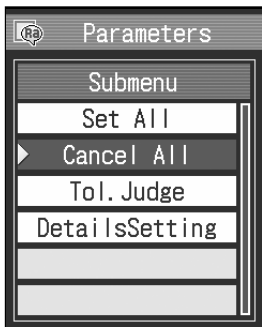 Ra Parameters
Submenu
Set All
Cancel All
Tol.Judge
DetailsSetting